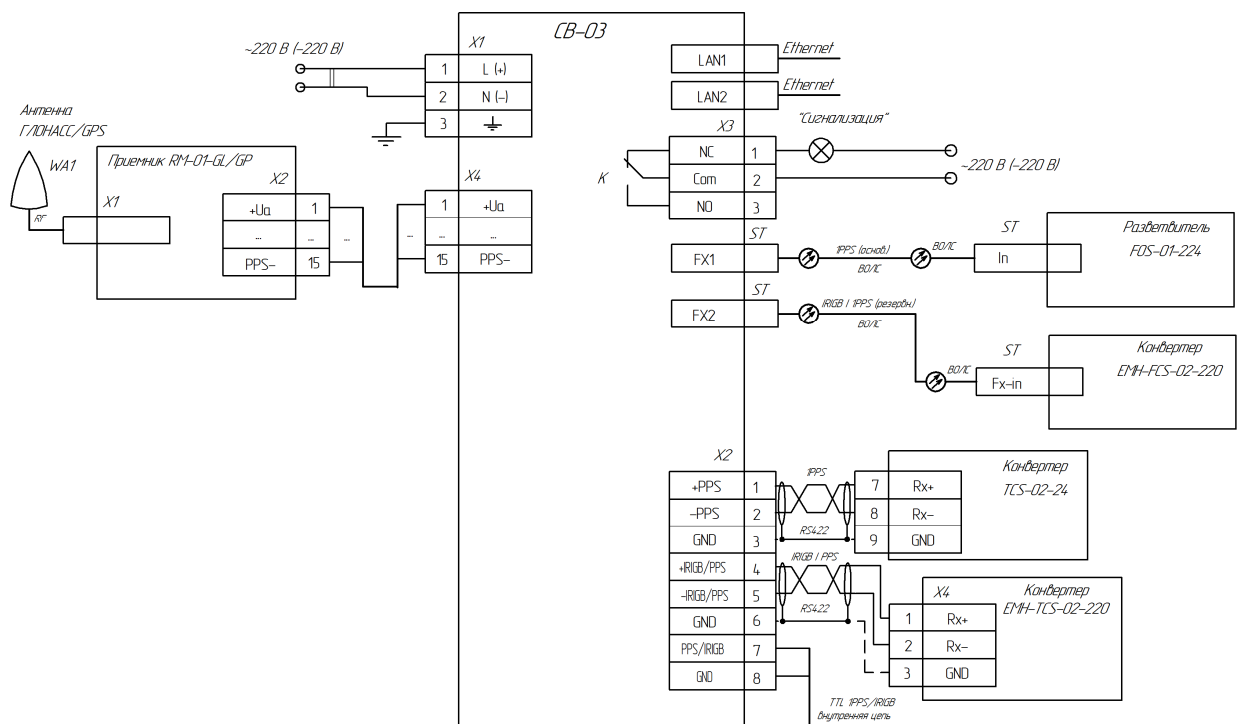 СВ-03
~220 В (-220 В)
X1
1 L (+)
2 N (-)
3
Антенна
ГЛОНАСС/GPS
WA1
RF
Приемник RM-01-GL/GP
X1
X2
+Ua 1
... ...
PPS- 15
...
...
X4
1 +Ua
... ...
15 PPS-
LAN1
Ethernet
LAN2
Ethernet
X3
"Сигнализация"
K
NC 1
Com 2
NO 3
~220 В (-220 В)
ST
FX1
1PPS (основ.)
ВОЛС
ВОЛС
ST
In
Разветвитель
FOS-01-224
ST
FX2
IRIGB | 1PPS (резервн.)
ВОЛС
ВОЛС
ST
Fx-in
Конвертер
EMH-FCS-02-220
X2
+PPS 1
-PPS 2
GND 3
+IRIGB/PPS 4
-IRIGB/PPS 5
GND 6
PPS/IRIGB 7
GND 8
1PPS
RS422
7 Rx+
8 Rx-
9 GND
Конвертер
TCS-02-24
IRIGB | PPS
RS422
X4
1 Rx+
2 Rx-
3 GND
Конвертер
EMH-TCS-02-220
TTL 1PPS/IRIGB
внутренняя цепь